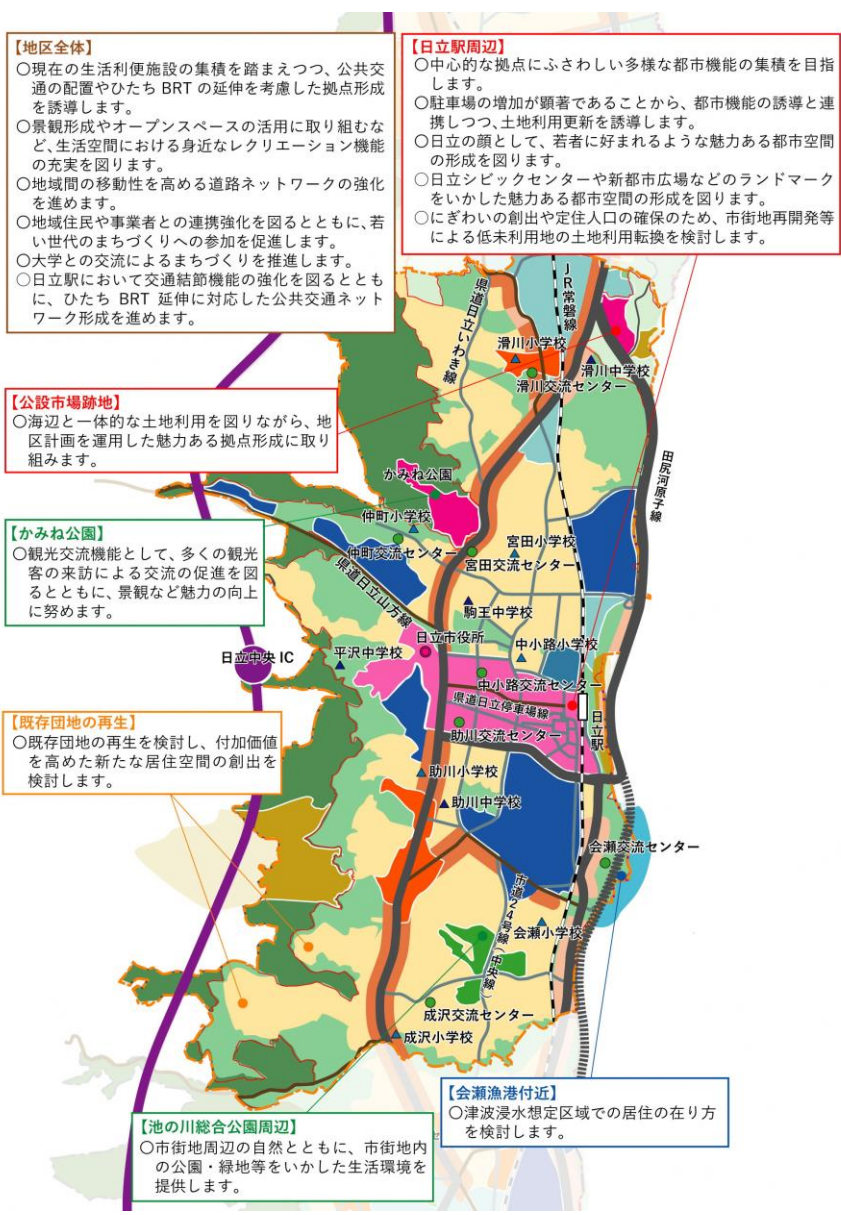 【地区全体】
○現在の生活利便施設の集積を踏まえつつ、公共交
通の配置やひたち BRT の延伸を考慮した拠点形成
を誘導します。
○景観形成やオープンスペースの活用に取り組むな
ど、生活空間における身近なレクリエーション機能
の充実を図ります。
○地域間の移動性を高める道路ネットワークの強化
を進めます。
○地域住民や事業者との連携強化を図るとともに、若
い世代のまちづくりへの参加を促進します。
○大学との交流によるまちづくりを推進します。
○日立駅において交通結節機能の強化を図るととも
に、ひたち BRT 延伸に対応した公共交通ネット
ワーク形成を進めます。
【日立駅周辺】
○中心的な拠点にふさわしい多様な都市機能の集積を目指
します。
○駐車場の増加が顕著であることから、都市機能の誘導と連
携しつつ、土地利用更新を誘導します。
○日立の顔として、若者に好まれるような魅力ある都市空間
の形成を図ります。
○日立シビックセンターや新都市広場などのランドマーク
をいかした魅力ある都市空間の形成を図ります。
○にぎわいの創出や定住人口の確保のため、市街地再開発等
による低未利用地の土地利用転換を検討します。
県道日立いわき線
JR常磐線
滑川小学校
滑川中学校
滑川交流センター
【公設市場跡地】
○海辺と一体的な土地利用を図りながら、地
区計画を運用した魅力ある拠点形成に取り
組みます。
田尻河原子線
かみね公園
【かみね公園】
○観光交流機能として、多くの観光
客の来訪による交流の促進を図
るとともに、景観など魅力の向上
に努めます。
仲町小学校
宮田小学校
仲町交流センター
宮田交流センター
県道日立山方線
駒王中学校
日立市役所
中小路小学校
日立中央 IC
平沢中学校
中小路交流センター
県道日立停車場線
日立駅
助川交流センター
【既存団地の再生】
○既存団地の再生を検討し、付加価値
を高めた新たな居住空間の創出を
検討します。
助川小学校
助川中学校
会瀬交流センター
市道24号線（中央線）
会瀬小学校
成沢交流センター
成沢小学校
【会瀬漁港付近】
○津波浸水想定区域での居住の在り方
を検討します。
【池の川総合公園周辺】
○市街地周辺の自然とともに、市街地内
の公園・緑地等をいかした生活環境を
提供します。